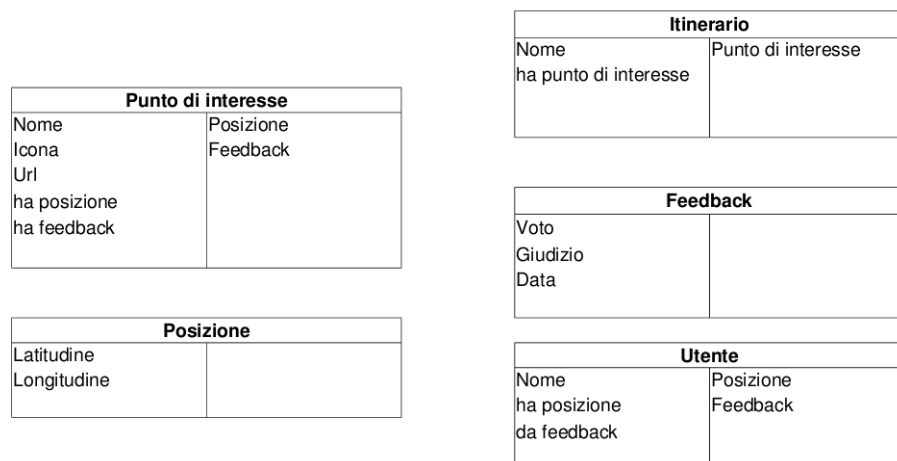 Punto di interesse
Nome Posizione
Icona Feedback
Url
ha posizione
ha feedback
Posizione
Latitudine
Longitudine
Itinerario
Nome Punto di interesse
ha punto di interesse
Feedback
Voto
Giudizio
Data
Utente
Nome Posizione
ha posizione Feedback
da feedback